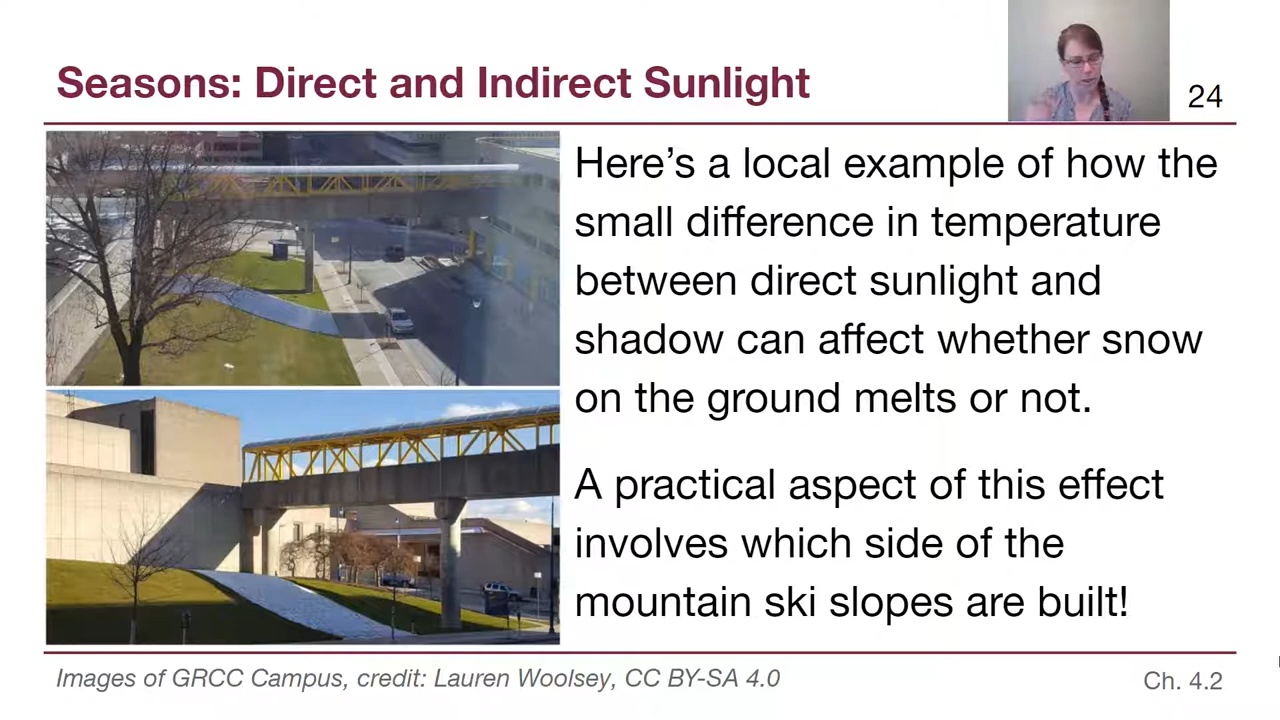 Seasons: Direct and Indirect Sunlight
24
Here's a local example of how the
small difference in temperature
between direct sunlight and
shadow can affect whether snow
on the ground melts or not.
A practical aspect of this effect
involves which side of the
mountain ski slopes are built!
Images of GRCC Campus, credit: Lauren Woolsey, CC BY-SA 4.0
Ch. 4.2